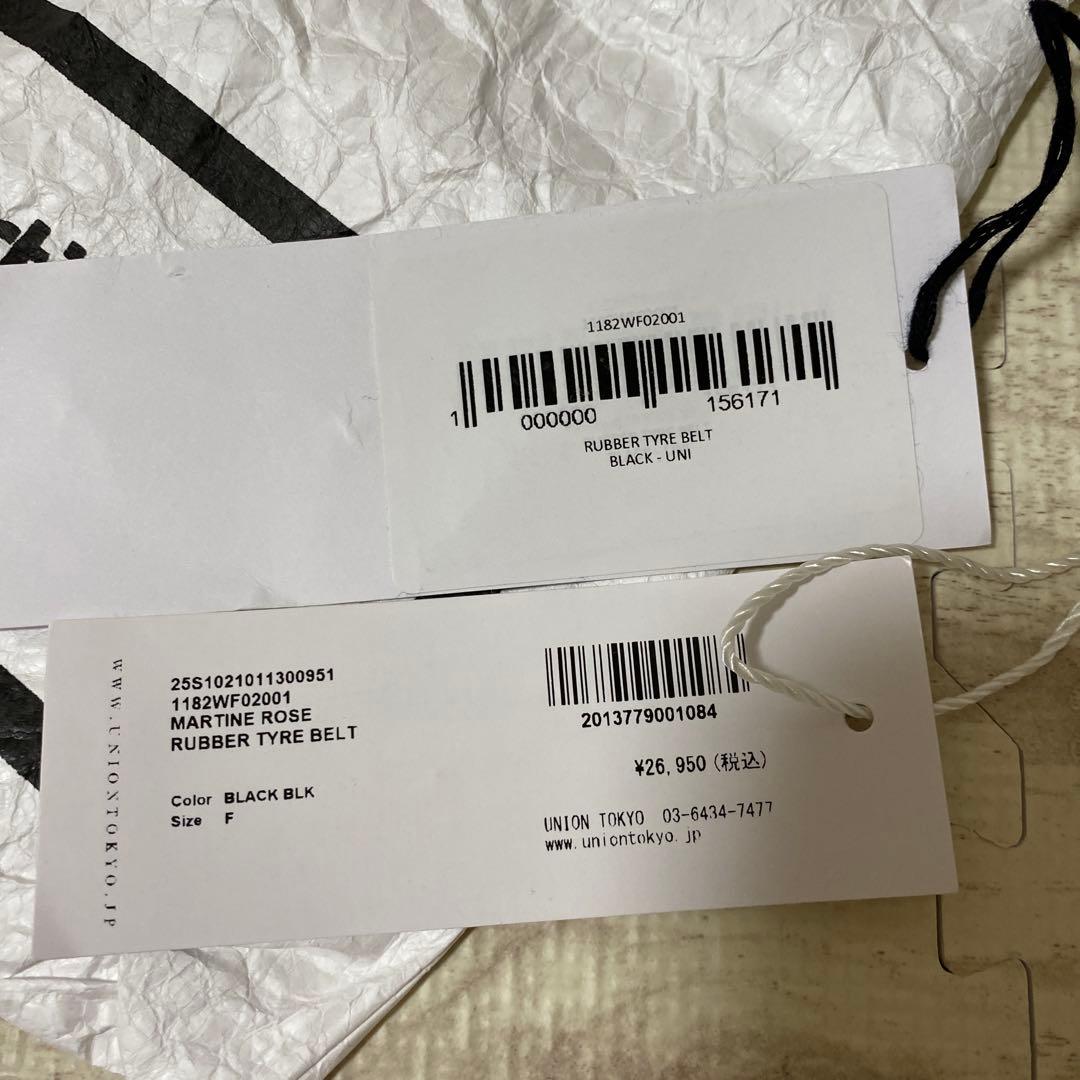 1182WF02001
1 000000 156171
RUBBER TYRE BELT
BLACK - UNI
WWW.UNIONTOKYO.JP
25S1021011300951
1182WF02001
MARTINE ROSE
RUBBER TYRE BELT
Color BLACK BLK
Size F
2013779001084
¥26,950 (税込)
UNION TOKYO 03-6434-7477
www.uniontokyo.jp